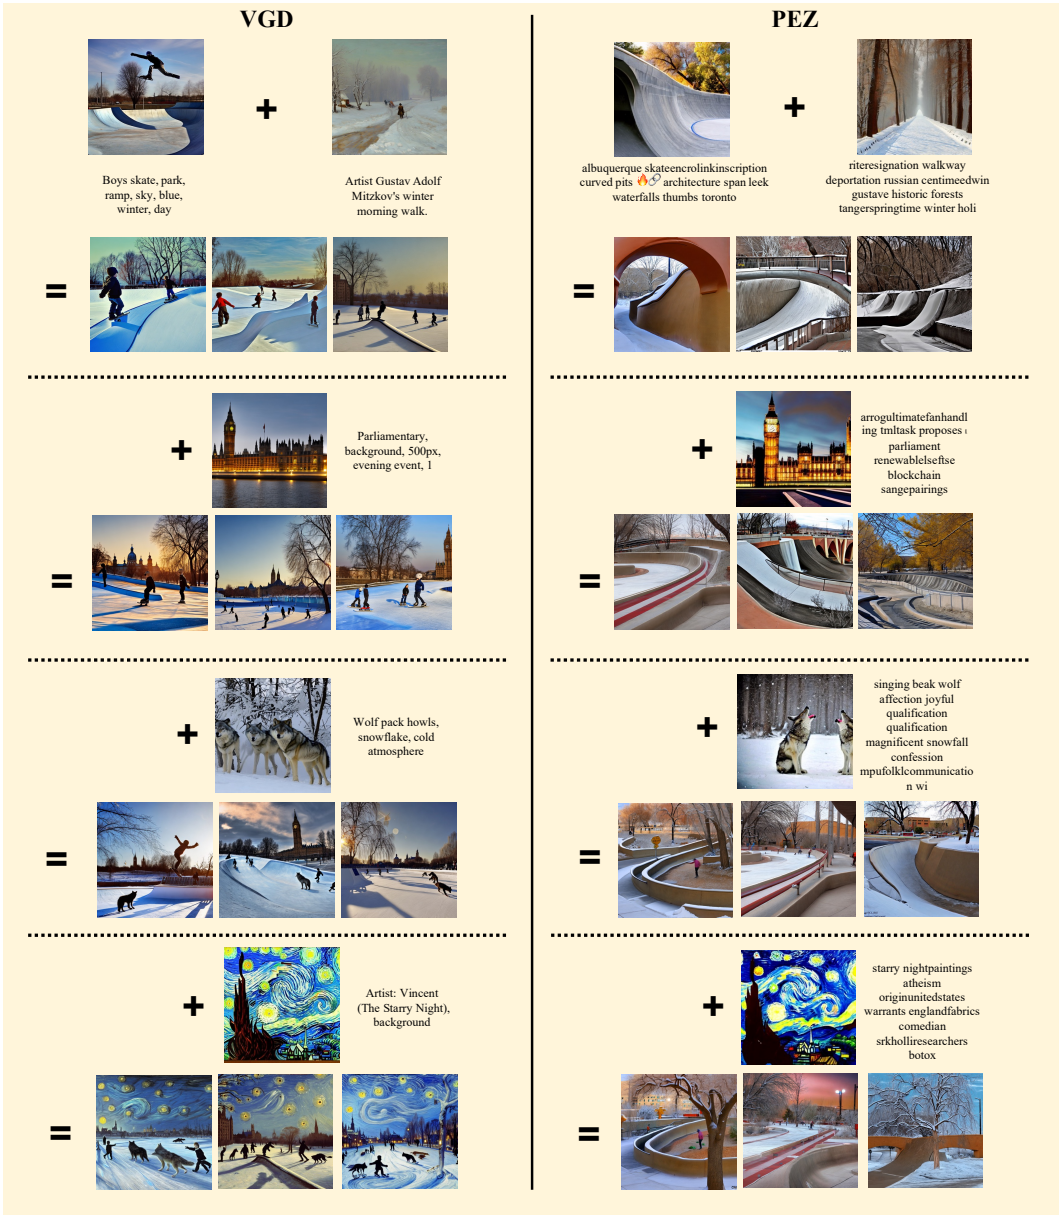 VGD
PEZ
+
+
Boys skate, park,
ramp, sky, blue,
winter, day
Artist Gustav Adolf
Mitzkov's winter
morning walk.
albuquerque skateencrolinkinscription
curved pits 🔥🔗 architecture span leek
waterfalls thumbs toronto
riteresignation walkway
deportation russian centimeedwin
gustave historic forests
tangerspringtime winter holi
=
=
+
Parliamentary,
background, 500px,
evening event, 1
+
arrogultimatefanhandl
ing tmltask proposes
parliament
renewablelseftse
blockchain
sangepairings
=
=
+
Wolf pack howls,
snowflake, cold
atmosphere
+
singing beak wolf
affection joyful
qualification
qualification
magnificent snowfall
confession
mpufolklcommunicatio
n wi
=
=
+
Artist: Vincent
(The Starry Night),
background
+
starry nightpaintings
atheism
originunitedstates
warrants englandfabrics
comedian
srkholliresearchers
botox
=
=